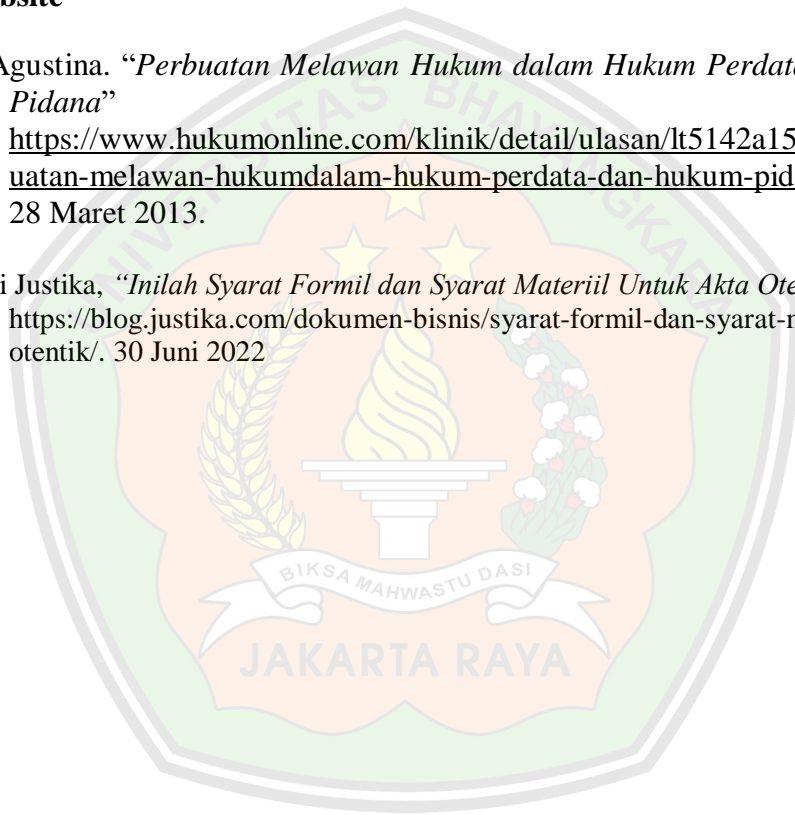 bsite
Agustina. “Perbuatan Melawan Hukum dalam Hukum Perdata
Pidana”
https://www.hukumonline.com/klinik/detail/ulasan/lt5142a15
uatan-melawan-hukumdalam-hukum-perdata-dan-hukum-pid
28 Maret 2013.
i Justika, “Inilah Syarat Formil dan Syarat Materiil Untuk Akta Ote
https://blog.justika.com/dokumen-bisnis/syarat-formil-dan-syarat-m
otentik/. 30 Juni 2022
UNIVERSITAS BHAYANGKARA
BIKSA MAHWASTU DASI
JAKARTA RAYA